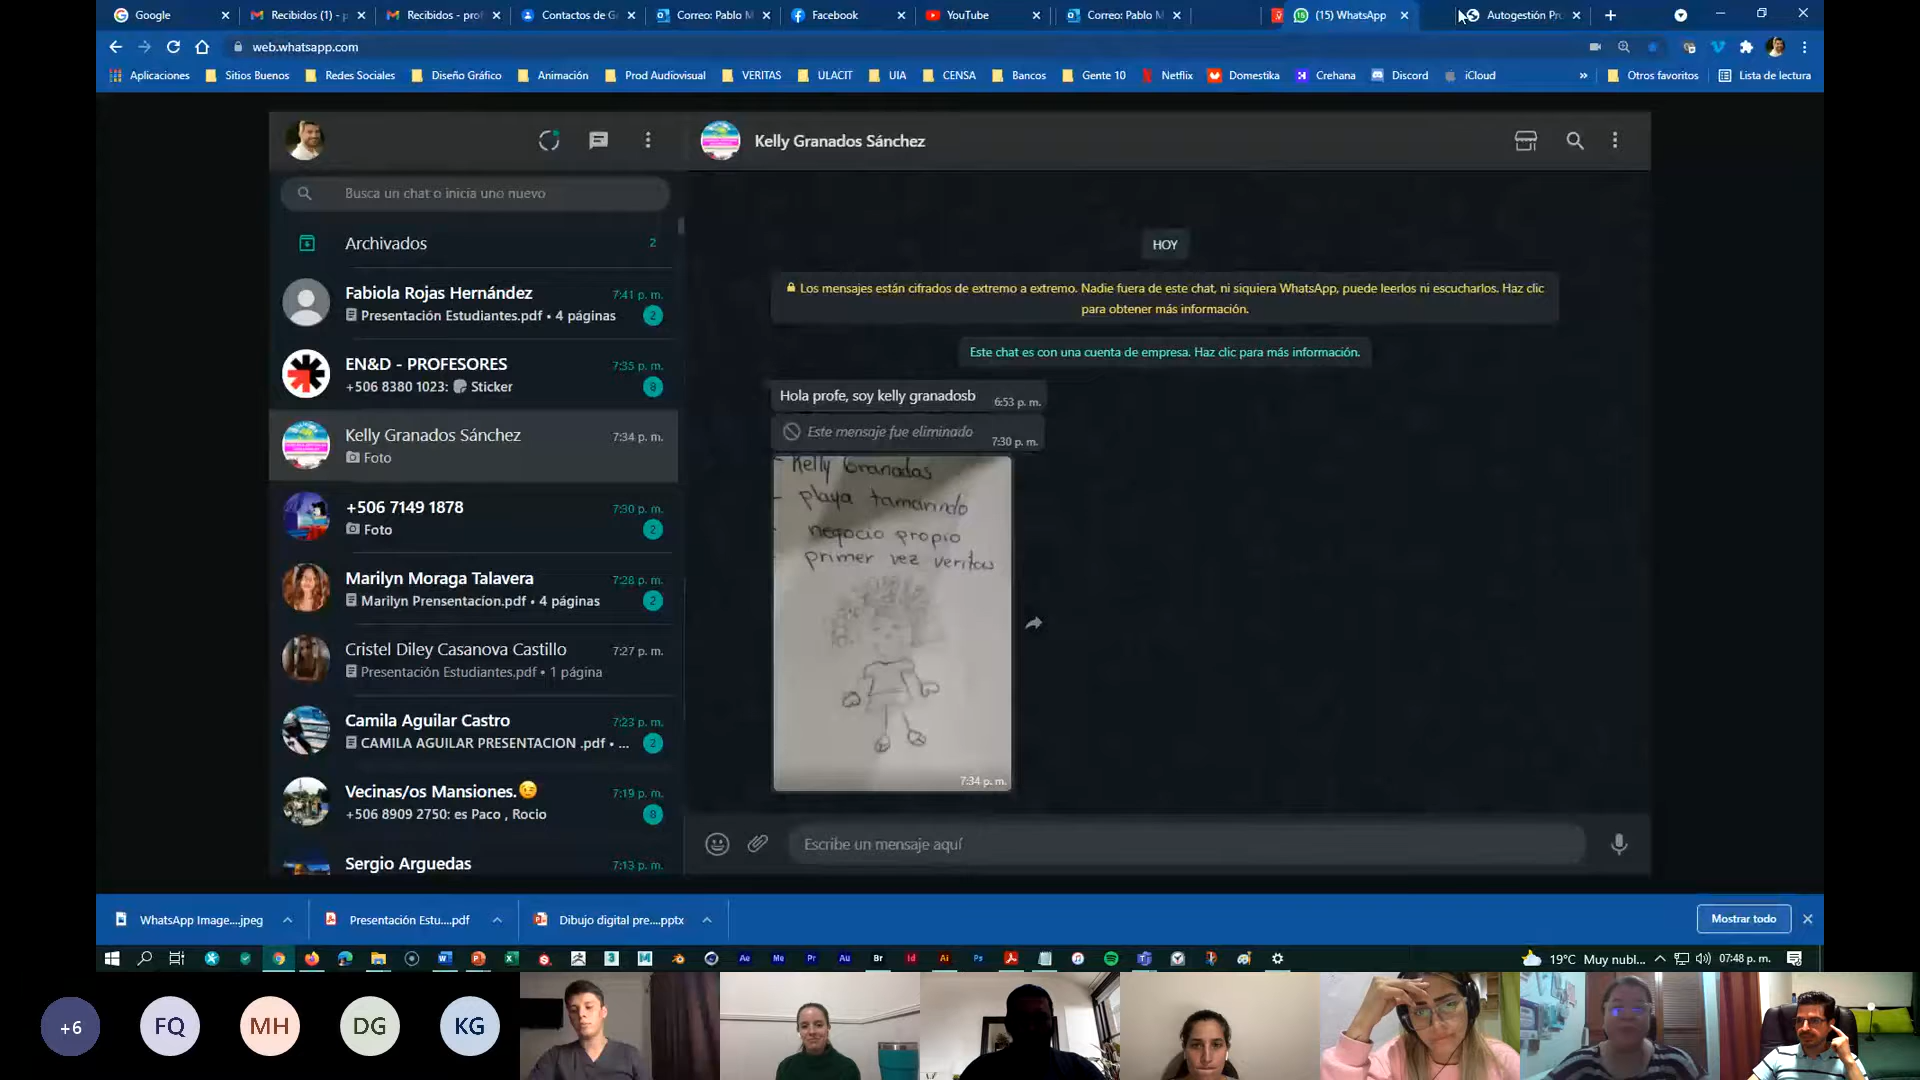 Google
Recibidos (1) - p
Recibidos - prof
Contactos de G
Correo: Pablo M
Facebook
YouTube
Correo: Pablo M
(15) WhatsApp
Autogestión Pr
web.whatsapp.com
Aplicaciones
Sitios Buenos
Redes Sociales
Diseño Gráfico
Animación
Prod Audiovisual
VERITAS
ULACIT
UIA
CENSA
Bancos
Gente 10
Netflix
Domestika
Crehana
Discord
iCloud
»
Otros favoritos
Lista de lectura
Busca un chat o inicia uno nuevo
Archivados 2
Fabiola Rojas Hernández 7:41 p. m.
Presentación Estudiantes.pdf • 4 páginas 2
EN&D - PROFESORES 7:35 p. m.
+506 8380 1023: Sticker 8
Kelly Granados Sánchez 7:34 p. m.
Foto
+506 7149 1878 7:30 p. m.
Foto 2
Marilyn Moraga Talavera 7:28 p. m.
Marilyn Prensentacíon.pdf • 4 páginas 2
Cristel Diley Casanova Castillo 7:27 p. m.
Presentación Estudiantes.pdf • 1 página
Camila Aguilar Castro 7:23 p. m.
CAMILA AGUILAR PRESENTACION .pdf • ... 2
Vecinas/os Mansiones.😉 7:19 p. m.
+506 8909 2750: es Paco , Rocio 8
Sergio Arguedas 7:13 p. m.
Kelly Granados Sánchez
HOY
Los mensajes están cifrados de extremo a extremo. Nadie fuera de este chat, ni siquiera WhatsApp, puede leerlos ni escucharlos. Haz clic
para obtener más información.
Este chat es con una cuenta de empresa. Haz clic para más información.
Hola profe, soy kelly granadosb 6:53 p. m.
Este mensaje fue eliminado 7:30 p. m.
- Kelly Granadas
- playa tamarindo
- negocio propio
primer vez veritas
7:34 p. m.
Escribe un mensaje aquí
WhatsApp Image....jpeg
Presentación Estu....pdf
Dibujo digital pre....pptx
Mostrar todo
Ae
Me
Pr
Au
Br
Id
Ai
Ps
19°C Muy nubl...
07:48 p. m.
+6
FQ
MH
DG
KG